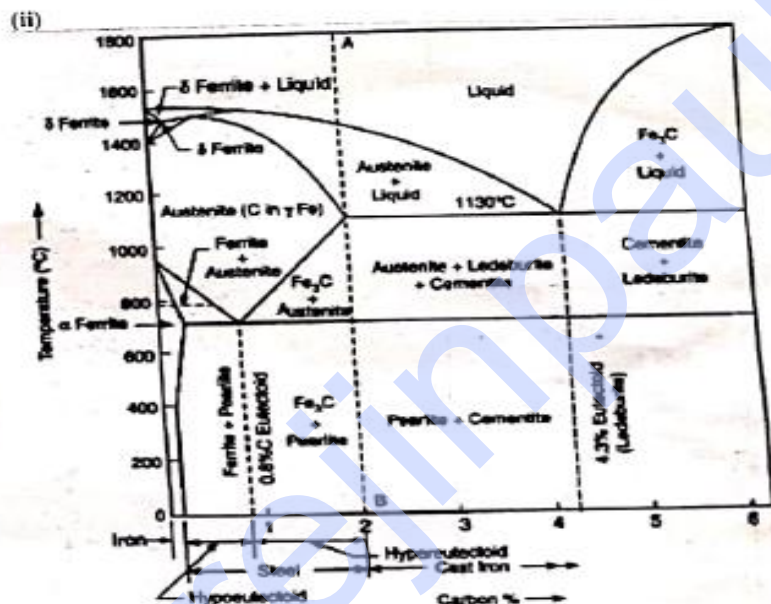 (ii)
1800
A
δ Ferrite + Liquid
Liquid
1600
δ Ferrite
1400
δ Ferrite
Fe₃C
+
Liquid
Austenite
+
Liquid
1200
1130°C
Austenite (C in γ Fe)
1000
Ferrite
+
Austenite
Fe₃C
+
Austenite
Austenite + Ledeburite
+ Cementite
Cementite
+
Ledeburite
800
α Ferrite
Temperature (°C)
600
Ferrite + Pearlite
0.8%C Eutectoid
Fe₃C
+
Pearlite
Pearlite + Cementite
4.3% Eutectoid
(Ledeburite)
400
200
0
B
1 2 3 4 5 6
Iron
Hypereutectoid
Steel
Cast Iron
Hypoeutectoid
Carbon %